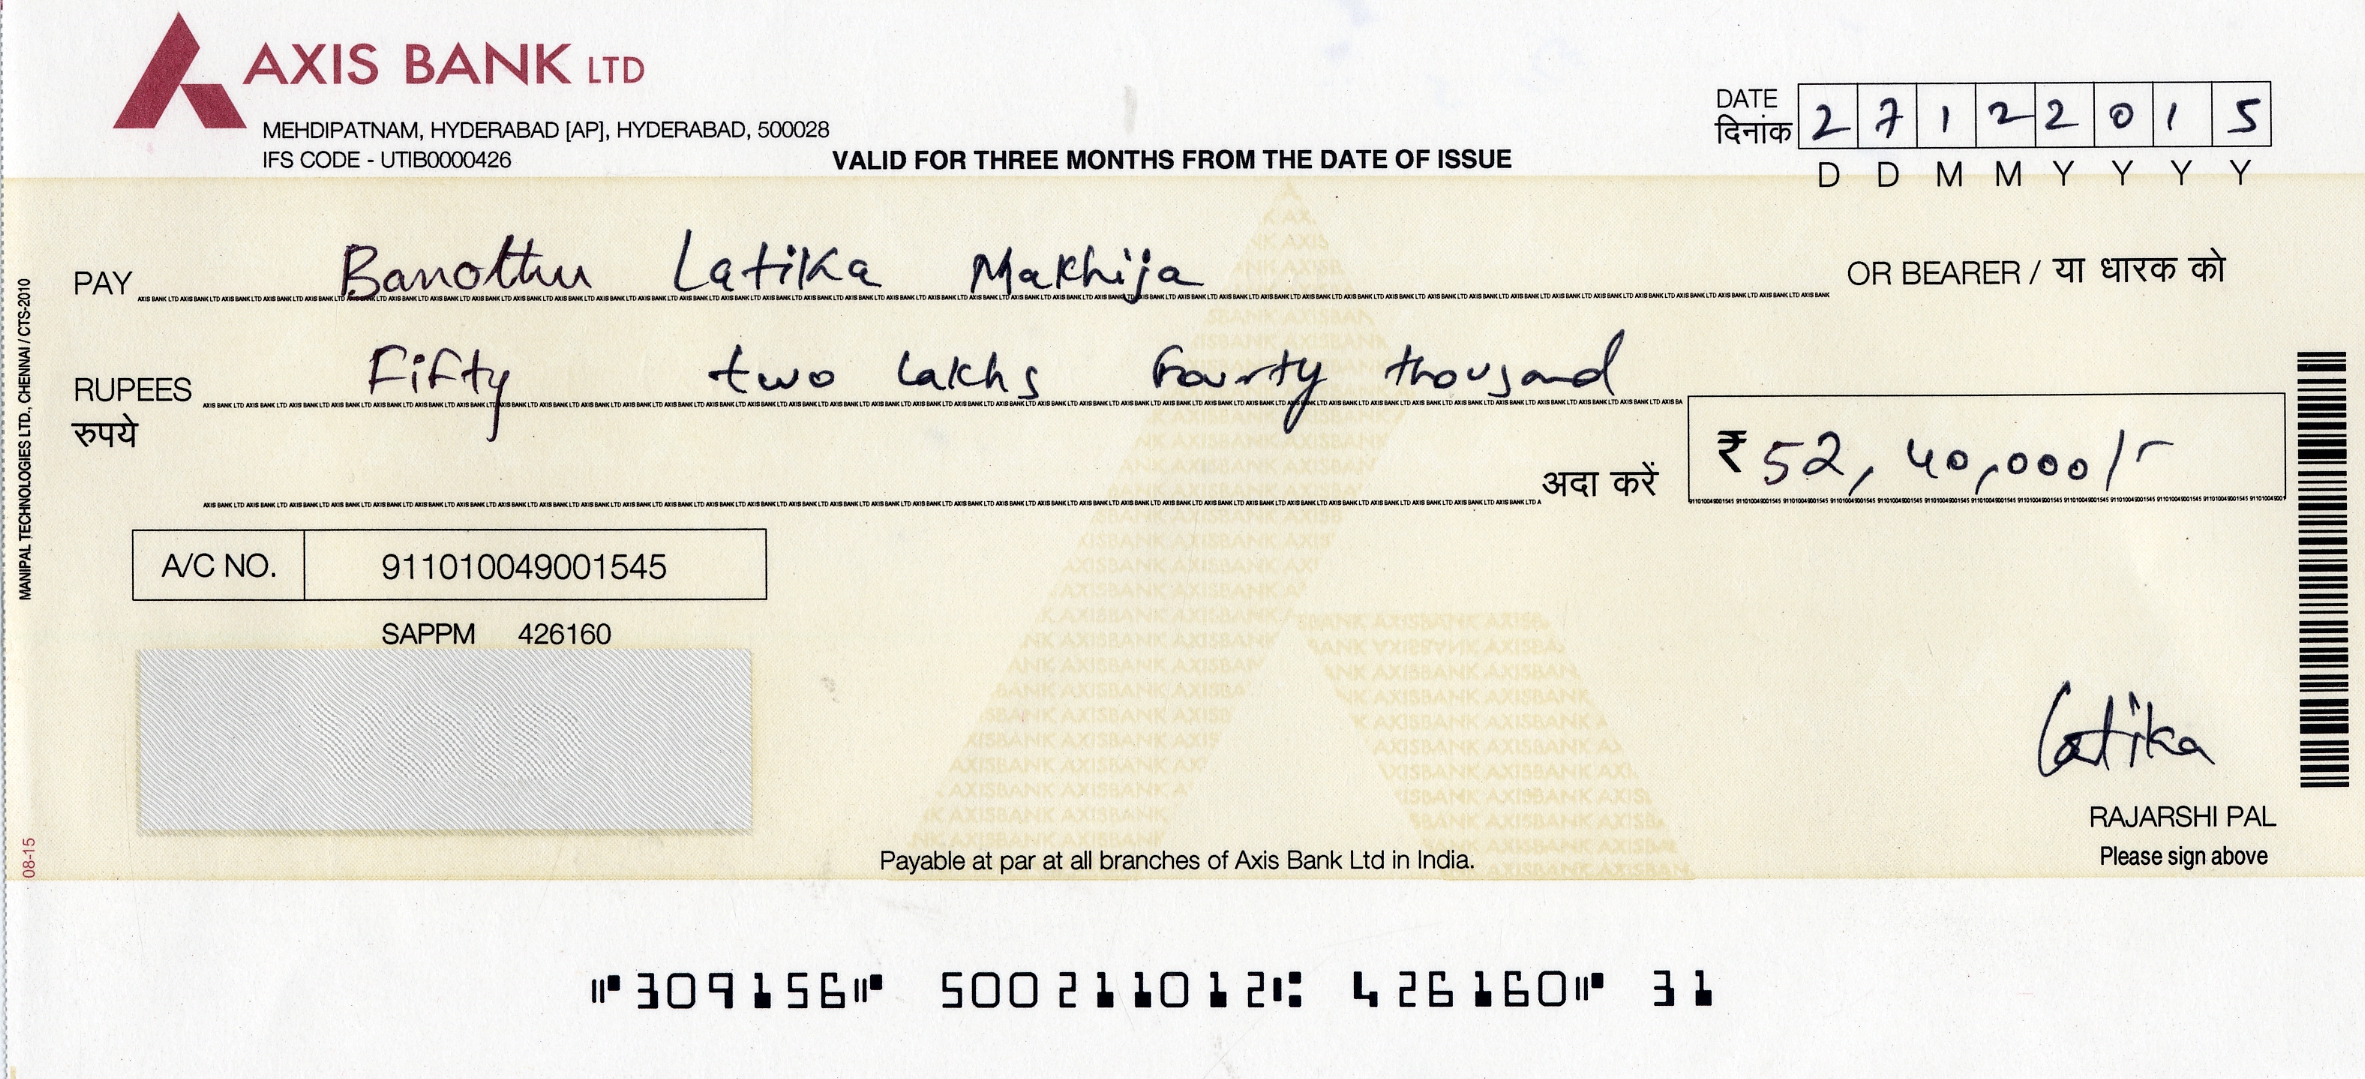 AXIS BANK LTD
MEHDIPATNAM, HYDERABAD [AP], HYDERABAD, 500028
IFS CODE - UTIB0000426
VALID FOR THREE MONTHS FROM THE DATE OF ISSUE
DATE
दिनांक
2 7 1 2 2 0 1 5
D D M M Y Y Y Y
PAY Banothu Latika Makhija OR BEARER / या धारक को
RUPEES Fifty two lakhs fourty thousand
रुपये
अदा करें ₹ 52,40,000/-
A/C NO. 911010049001545
SAPPM 426160
VOID
Latika
RAJARSHI PAL
Please sign above
Payable at par at all branches of Axis Bank Ltd in India.
MANIPAL TECHNOLOGIES LTD., CHENNAI / CTS-2010
08-15
⑈309156⑈ 500211012⑆ 426160⑈ 31